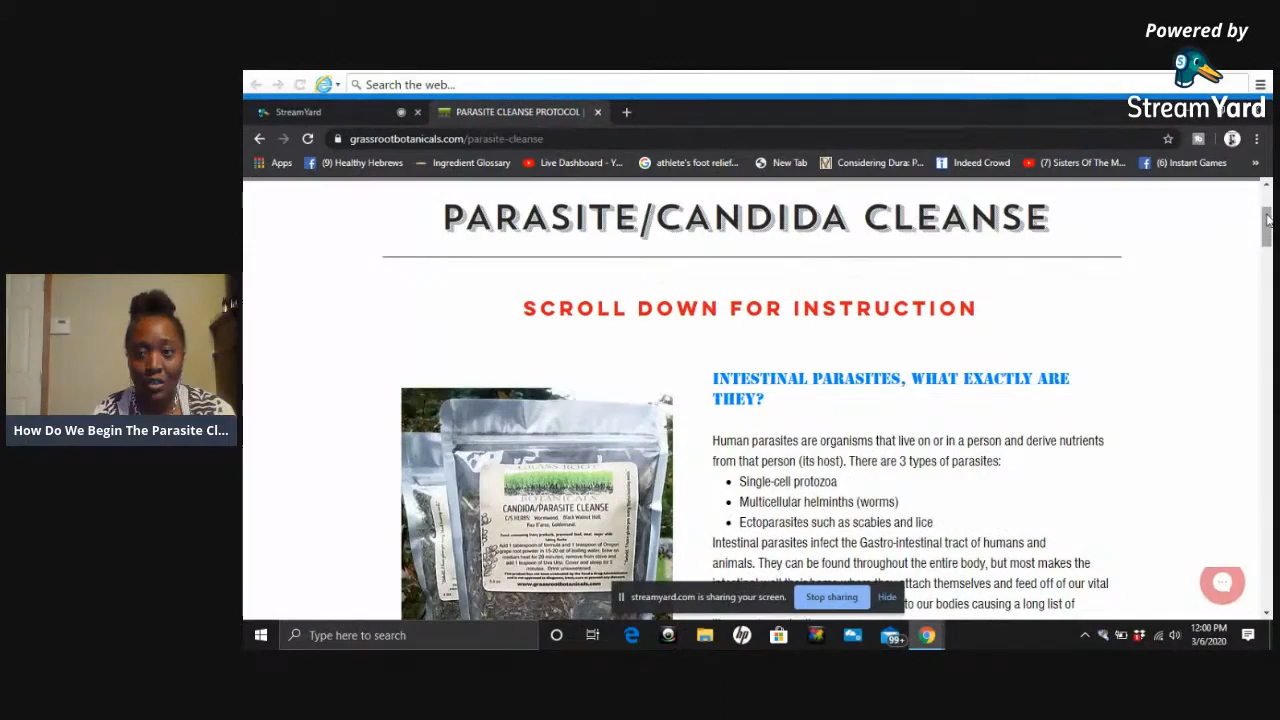 Powered by
StreamYard
Search the web...
StreamYard
PARASITE CLEANSE PROTOCOL |
grassrootbotanicals.com/parasite-cleanse
Apps
(9) Healthy Hebrews
Ingredient Glossary
Live Dashboard - Y...
athlete's foot relief...
New Tab
Considering Dura: P...
Indeed Crowd
(7) Sisters Of The M...
(6) Instant Games
PARASITE/CANDIDA CLEANSE
SCROLL DOWN FOR INSTRUCTION
INTESTINAL PARASITES, WHAT EXACTLY ARE
THEY?
Human parasites are organisms that live on or in a person and derive nutrients
from that person (its host). There are 3 types of parasites:
Single-cell protozoa
Multicellular helminths (worms)
Ectoparasites such as scabies and lice
Intestinal parasites infect the Gastro-intestinal tract of humans and
animals. They can be found throughout the entire body, but most makes the
attach themselves and feed off of our vital
to our bodies causing a long list of
GRASS ROOT
BOTANICALS
CANDIDA/PARASITE CLEANSE
www.grassrootbotanicals.com
streamyard.com is sharing your screen.
Stop sharing
Hide
How Do We Begin The Parasite Cl...
Type here to search
99+
12:00 PM
3/6/2020